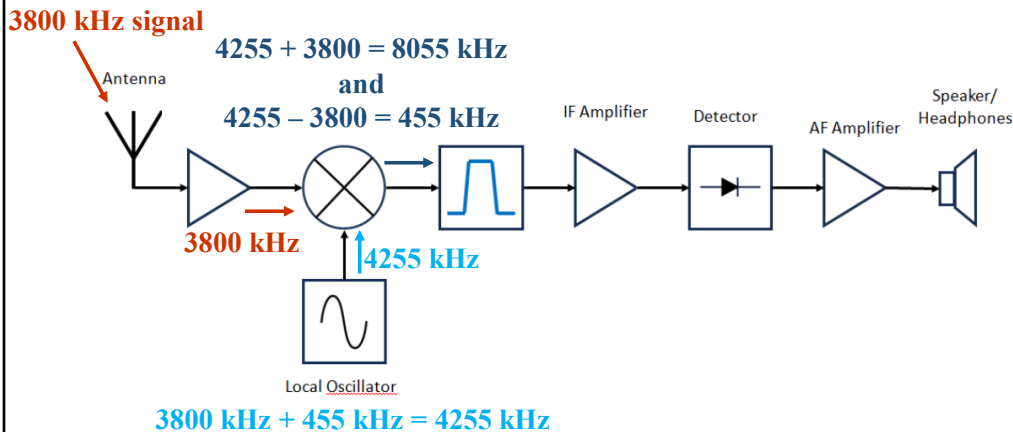 3800 kHz signal
4255 + 3800 = 8055 kHz
and
4255 – 3800 = 455 kHz
Antenna
IF Amplifier
Detector
AF Amplifier
Speaker/
Headphones
3800 kHz
4255 kHz
Local Oscillator
3800 kHz + 455 kHz = 4255 kHz